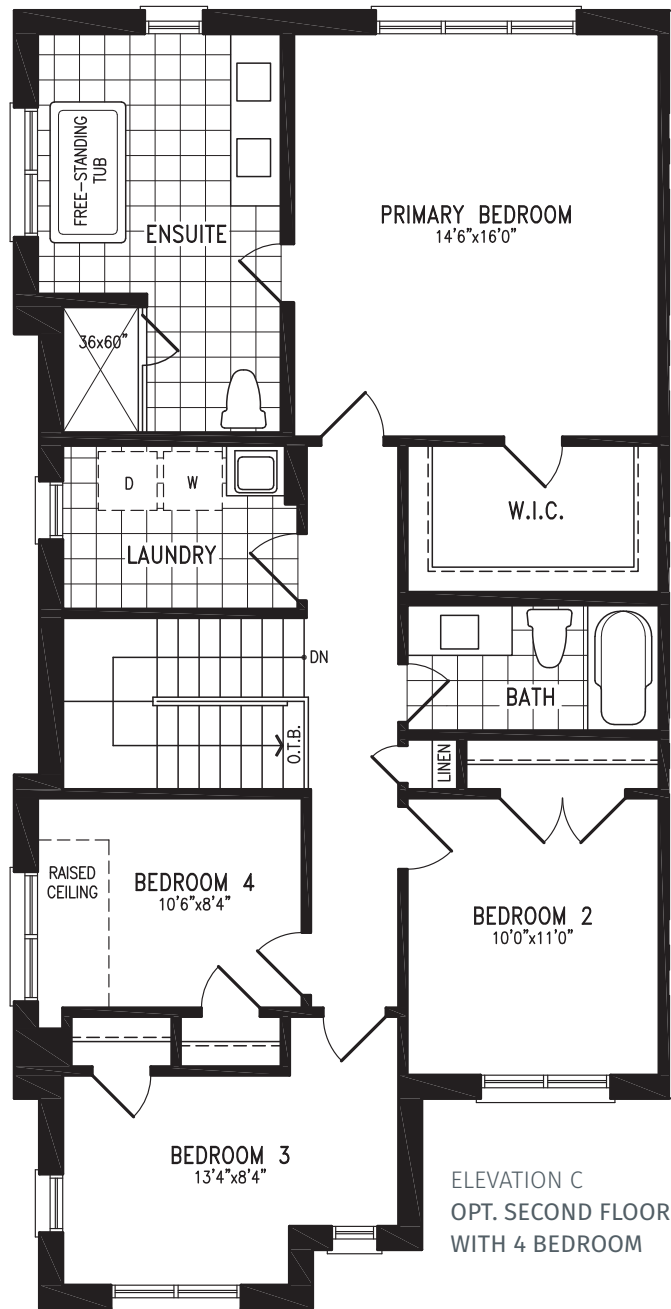 FREE-STANDING
TUB
ENSUITE
PRIMARY BEDROOM
14'6"x16'0"
36x60"
D
W
LAUNDRY
W.I.C.
DN
O.T.B.
BATH
LINEN
RAISED
CEILING
BEDROOM 4
10'6"x8'4"
BEDROOM 2
10'0"x11'0"
BEDROOM 3
13'4"x8'4"
ELEVATION C
OPT. SECOND FLOOR
WITH 4 BEDROOM